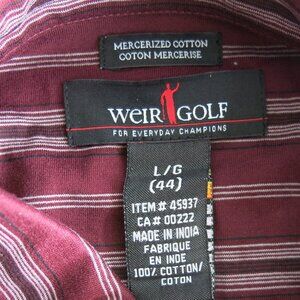 MERCERIZED COTTON
COTON MERCERISE
WEIR GOLF
FOR EVERYDAY CHAMPIONS
L/G
(44)
ITEM # 45937
CA# 00222
MADE IN INDIA
FABRIQUE
EN INDE
100% COTTON/
COTON